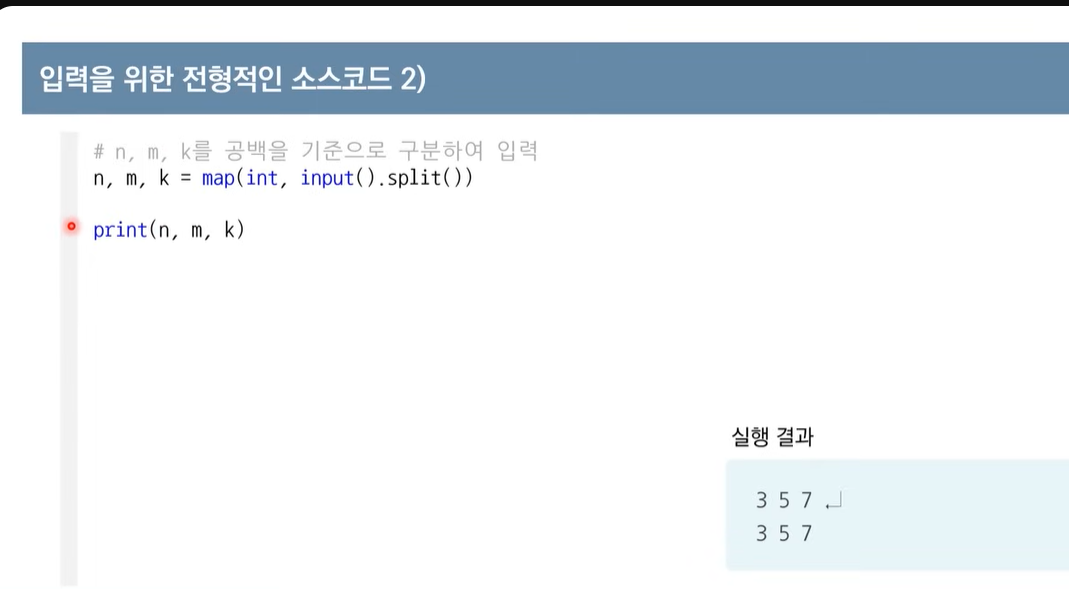 입력을 위한 전형적인 소스코드 2)
# n, m, k를 공백을 기준으로 구분하여 입력
n, m, k = map(int, input().split())
print(n, m, k)
실행 결과
3 5 7 ↵
3 5 7